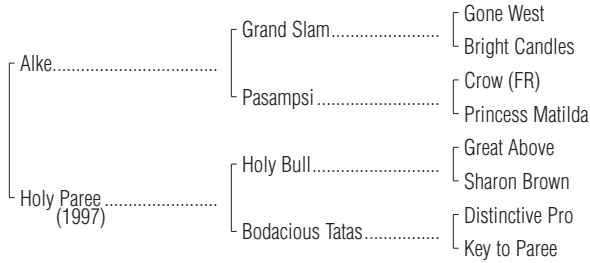 Gone West
Grand Slam..........................
Bright Candles
Alke.......................................
Crow (FR)
Pasampsi.............................
Princess Matilda
Great Above
Holy Bull..............................
Sharon Brown
Holy Paree...........................
(1997)
Distinctive Pro
Bodacious Tatas..................
Key to Paree